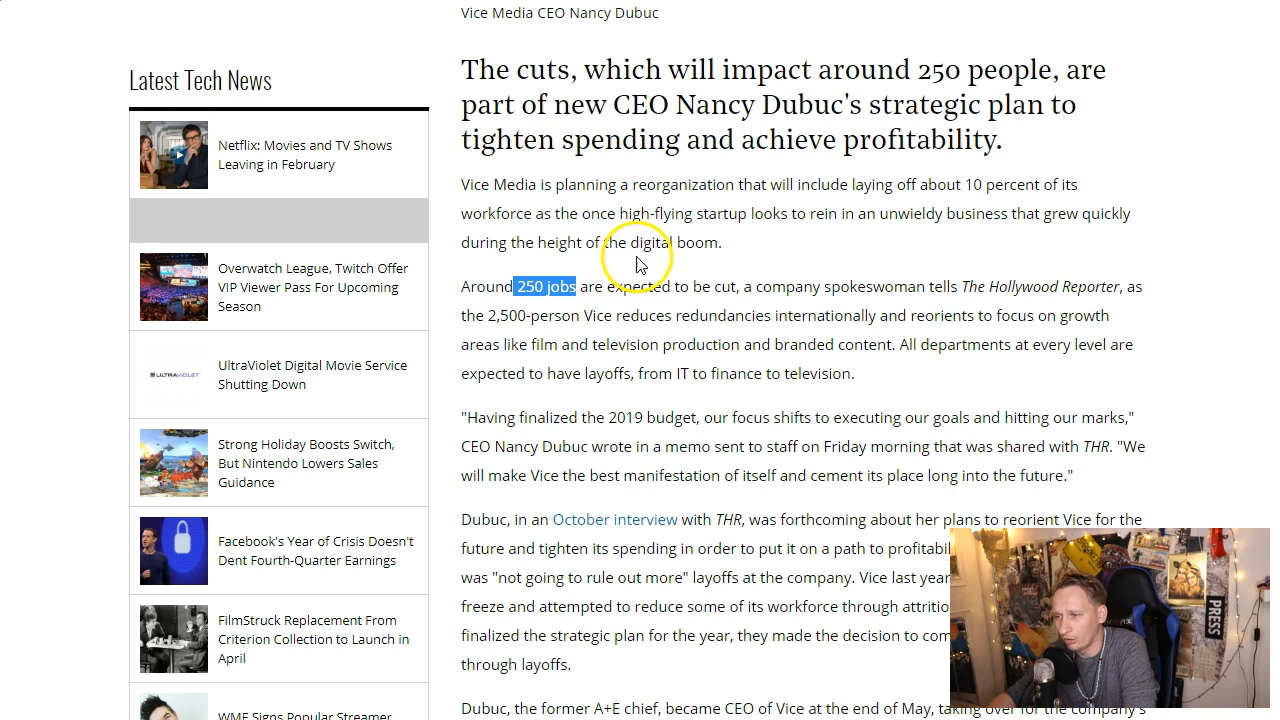 Vice Media CEO Nancy Dubuc
The cuts, which will impact around 250 people, are
part of new CEO Nancy Dubuc's strategic plan to
tighten spending and achieve profitability.
Vice Media is planning a reorganization that will include laying off about 10 percent of its
workforce as the once high-flying startup looks to rein in an unwieldy business that grew quickly
during the height of the digital boom.
Around 250 jobs are expected to be cut, a company spokeswoman tells The Hollywood Reporter, as
the 2,500-person Vice reduces redundancies internationally and reorients to focus on growth
areas like film and television production and branded content. All departments at every level are
expected to have layoffs, from IT to finance to television.
"Having finalized the 2019 budget, our focus shifts to executing our goals and hitting our marks,"
CEO Nancy Dubuc wrote in a memo sent to staff on Friday morning that was shared with THR. "We
will make Vice the best manifestation of itself and cement its place long into the future."
Dubuc, in an October interview with THR, was forthcoming about her plans to reorient Vice for the
future and tighten its spending in order to put it on a path to
was "not going to rule out more" layoffs at the company. Vice last year
freeze and attempted to reduce some of its workforce through
finalized the strategic plan for the year, they made the decision to
through layoffs.
Dubuc, the former A+E chief, became CEO of Vice at the end of May, taking over for the company's
Latest Tech News
Netflix: Movies and TV Shows
Leaving in February
Overwatch League, Twitch Offer
VIP Viewer Pass For Upcoming
Season
ULTRAVIOLET
UltraViolet Digital Movie Service
Shutting Down
Strong Holiday Boosts Switch,
But Nintendo Lowers Sales
Guidance
Facebook's Year of Crisis Doesn't
Dent Fourth-Quarter Earnings
FilmStruck Replacement From
Criterion Collection to Launch in
April
WME Signs Popular Streamer
PRESS